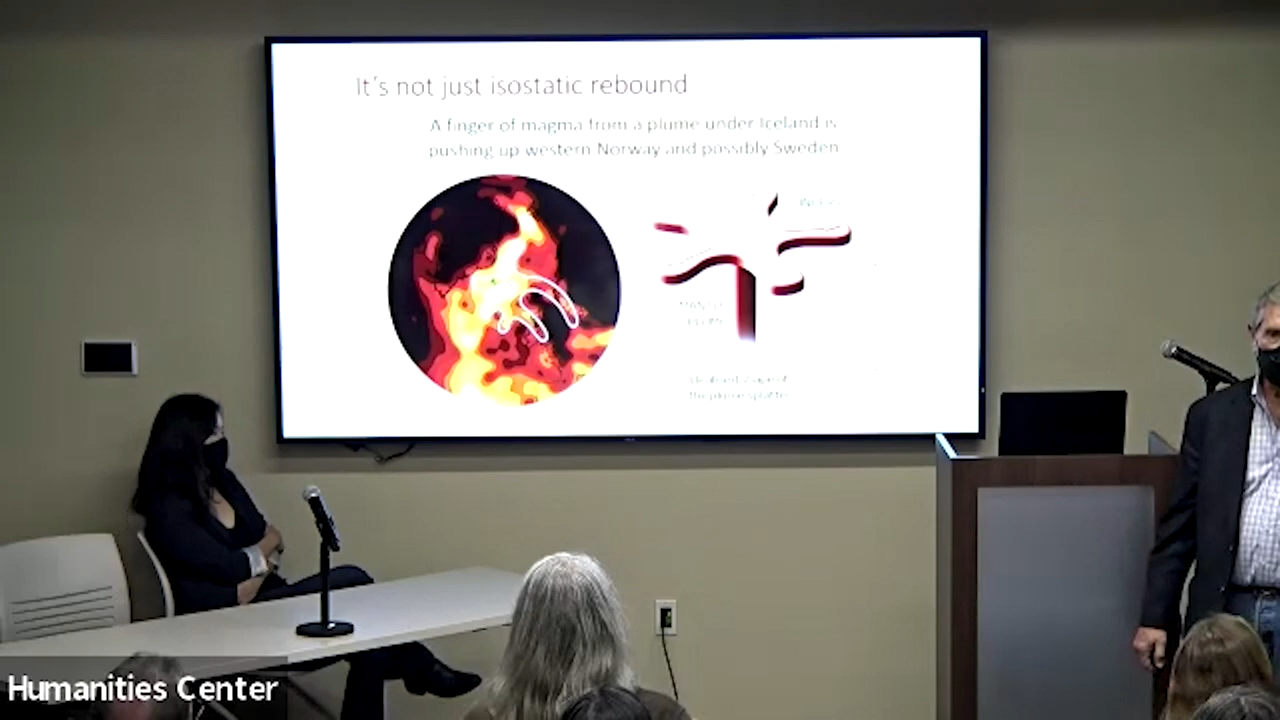 It's not just isostatic rebound
A finger of magma from a plume under Iceland is
pushing up western Norway and possibly Sweden
Humanities Center